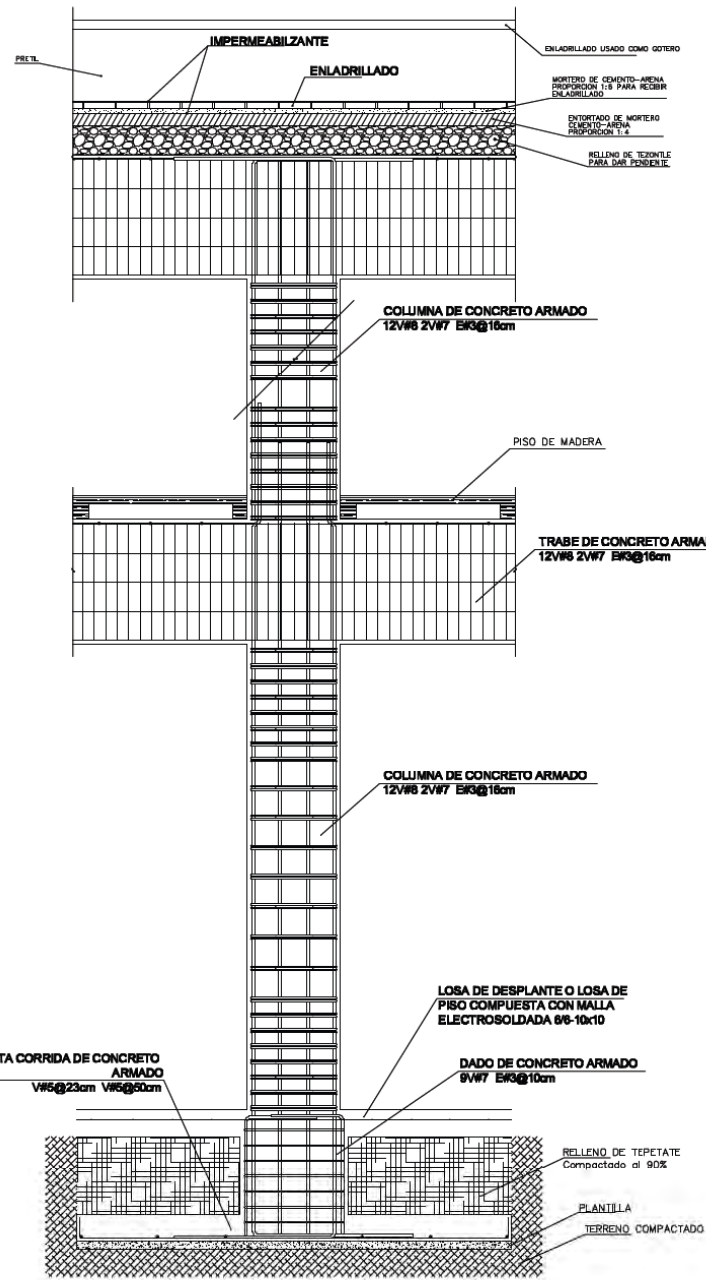 IMPERMEABILZANTE
ENLADRILLADO USADO COMO GOTERO
PRETIL
ENLADRILLADO
MORTERO DE CEMENTO-ARENA
PROPORCION 1:5 PARA RECIBIR
ENLADRILLADO
ENTORTADO DE MORTERO
CEMENTO-ARENA
PROPORCION 1:4
RELLENO DE TEZONTLE
PARA DAR PENDIENTE
COLUMNA DE CONCRETO ARMADO
12V#8 2V#7 E#3@16cm
PISO DE MADERA
TRABE DE CONCRETO ARMA
12V#8 2V#7 E#3@16cm
COLUMNA DE CONCRETO ARMADO
12V#8 2V#7 E#3@16cm
LOSA DE DESPLANTE O LOSA DE
PISO COMPUESTA CON MALLA
ELECTROSOLDADA 6/6-10x10
TA CORRIDA DE CONCRETO
ARMADO
V#5@23cm V#5@50cm
DADO DE CONCRETO ARMADO
9V#7 E#3@10cm
RELLENO DE TEPETATE
Compactado al 90%
PLANTILLA
TERRENO COMPACTADO